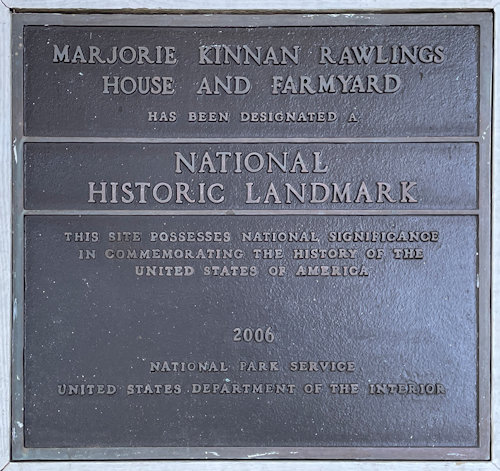 MARJORIE KINNAN RAWLINGS
HOUSE AND FARMYARD
HAS BEEN DESIGNATED A
NATIONAL
HISTORIC LANDMARK
THIS SITE POSSESSES NATIONAL SIGNIFICANCE
IN COMMEMORATING THE HISTORY OF THE
UNITED STATES OF AMERICA
2006
NATIONAL PARK SERVICE
UNITED STATES DEPARTMENT OF THE INTERIOR